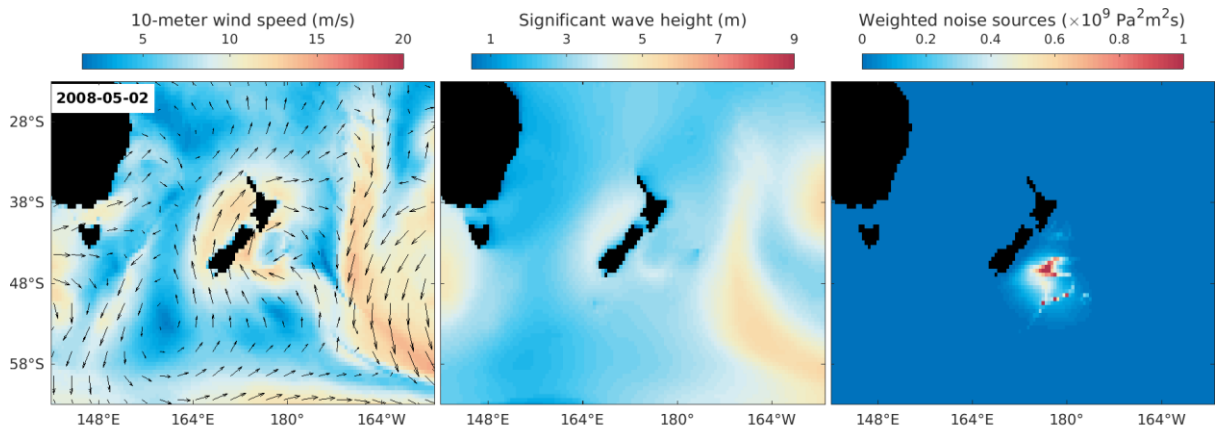 10-meter wind speed (m/s)
5 10 15 20
2008-05-02
28°S
38°S
48°S
58°S
148°E 164°E 180° 164°W
Significant wave height (m)
1 3 5 7 9
148°E 164°E 180° 164°W
Weighted noise sources (×10⁹ Pa²m²s)
0 0.2 0.4 0.6 0.8 1
148°E 164°E 180° 164°W